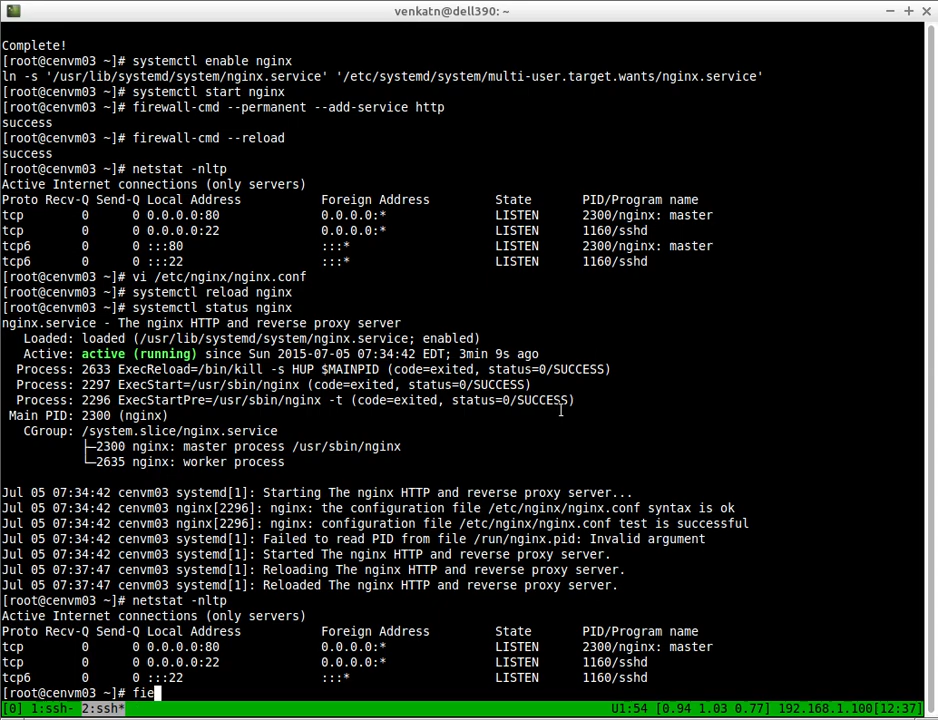 venkatn@dell390: ~
Complete!
[root@cenvm03 ~]# systemctl enable nginx
ln -s '/usr/lib/systemd/system/nginx.service' '/etc/systemd/system/multi-user.target.wants/nginx.service'
[root@cenvm03 ~]# systemctl start nginx
[root@cenvm03 ~]# firewall-cmd --permanent --add-service http
success
[root@cenvm03 ~]# firewall-cmd --reload
success
[root@cenvm03 ~]# netstat -nltp
Active Internet connections (only servers)
Proto Recv-Q Send-Q Local Address           Foreign Address         State       PID/Program name
tcp        0      0 0.0.0.0:80              0.0.0.0:*               LISTEN      2300/nginx: master
tcp        0      0 0.0.0.0:22              0.0.0.0:*               LISTEN      1160/sshd
tcp6       0      0 :::80                   :::*                    LISTEN      2300/nginx: master
tcp6       0      0 :::22                   :::*                    LISTEN      1160/sshd
[root@cenvm03 ~]# vi /etc/nginx/nginx.conf
[root@cenvm03 ~]# systemctl reload nginx
[root@cenvm03 ~]# systemctl status nginx
nginx.service - The nginx HTTP and reverse proxy server
   Loaded: loaded (/usr/lib/systemd/system/nginx.service; enabled)
   Active: active (running) since Sun 2015-07-05 07:34:42 EDT; 3min 9s ago
  Process: 2633 ExecReload=/bin/kill -s HUP $MAINPID (code=exited, status=0/SUCCESS)
  Process: 2297 ExecStart=/usr/sbin/nginx (code=exited, status=0/SUCCESS)
  Process: 2296 ExecStartPre=/usr/sbin/nginx -t (code=exited, status=0/SUCCESS)
 Main PID: 2300 (nginx)
   CGroup: /system.slice/nginx.service
           ├─2300 nginx: master process /usr/sbin/nginx
           └─2635 nginx: worker process
Jul 05 07:34:42 cenvm03 systemd[1]: Starting The nginx HTTP and reverse proxy server...
Jul 05 07:34:42 cenvm03 nginx[2296]: nginx: the configuration file /etc/nginx/nginx.conf syntax is ok
Jul 05 07:34:42 cenvm03 nginx[2296]: nginx: configuration file /etc/nginx/nginx.conf test is successful
Jul 05 07:34:42 cenvm03 systemd[1]: Failed to read PID from file /run/nginx.pid: Invalid argument
Jul 05 07:34:42 cenvm03 systemd[1]: Started The nginx HTTP and reverse proxy server.
Jul 05 07:37:47 cenvm03 systemd[1]: Reloading The nginx HTTP and reverse proxy server.
Jul 05 07:37:47 cenvm03 systemd[1]: Reloaded The nginx HTTP and reverse proxy server.
[root@cenvm03 ~]# netstat -nltp
Active Internet connections (only servers)
Proto Recv-Q Send-Q Local Address           Foreign Address         State       PID/Program name
tcp        0      0 0.0.0.0:80              0.0.0.0:*               LISTEN      2300/nginx: master
tcp        0      0 0.0.0.0:22              0.0.0.0:*               LISTEN      1160/sshd
tcp6       0      0 :::22                   :::*                    LISTEN      1160/sshd
[root@cenvm03 ~]# fie
[0] 1:ssh- 2:ssh* U1:54 [0.94 1.03 0.77] 192.168.1.100[12:37]